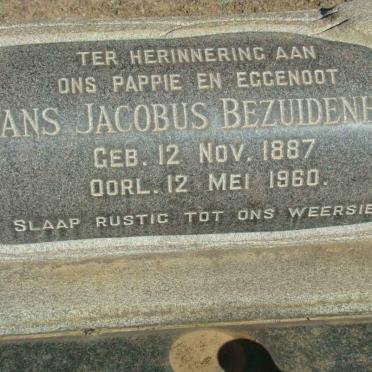 TER HERINNERING AAN
ONS PAPPIE EN EGGENOOT
ANS JACOBUS BEZUIDENH
GEB. 12 NOV. 1887
OORL. 12 MEI 1960.
SLAAP RUSTIG TOT ONS WEERSIE